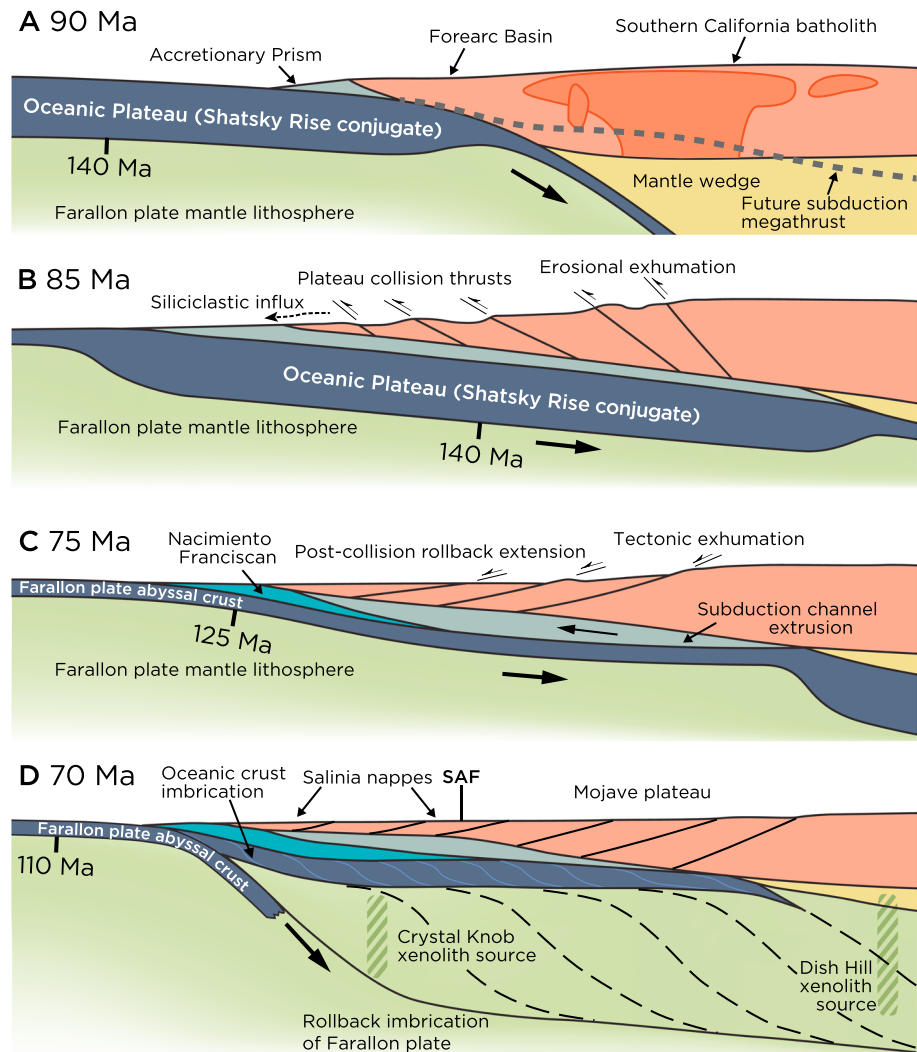 A 90 Ma
Southern California batholith
Forearc Basin
Accretionary Prism
Oceanic Plateau (Shatsky Rise conjugate)
140 Ma
Mantle wedge
Future subduction
megathrust
Farallon plate mantle lithosphere
B 85 Ma
Plateau collision thrusts
Erosional exhumation
Siliciclastic influx
Oceanic Plateau (Shatsky Rise conjugate)
Farallon plate mantle lithosphere
140 Ma
C 75 Ma
Nacimiento
Franciscan
Post-collision rollback extension
Tectonic exhumation
Farallon plate abyssal crust
125 Ma
Subduction channel
extrusion
Farallon plate mantle lithosphere
D 70 Ma
Oceanic crust
imbrication
Salinia nappes
SAF
Mojave plateau
Farallon plate abyssal crust
110 Ma
Crystal Knob
xenolith source
Dish Hill
xenolith
source
Rollback imbrication
of Farallon plate